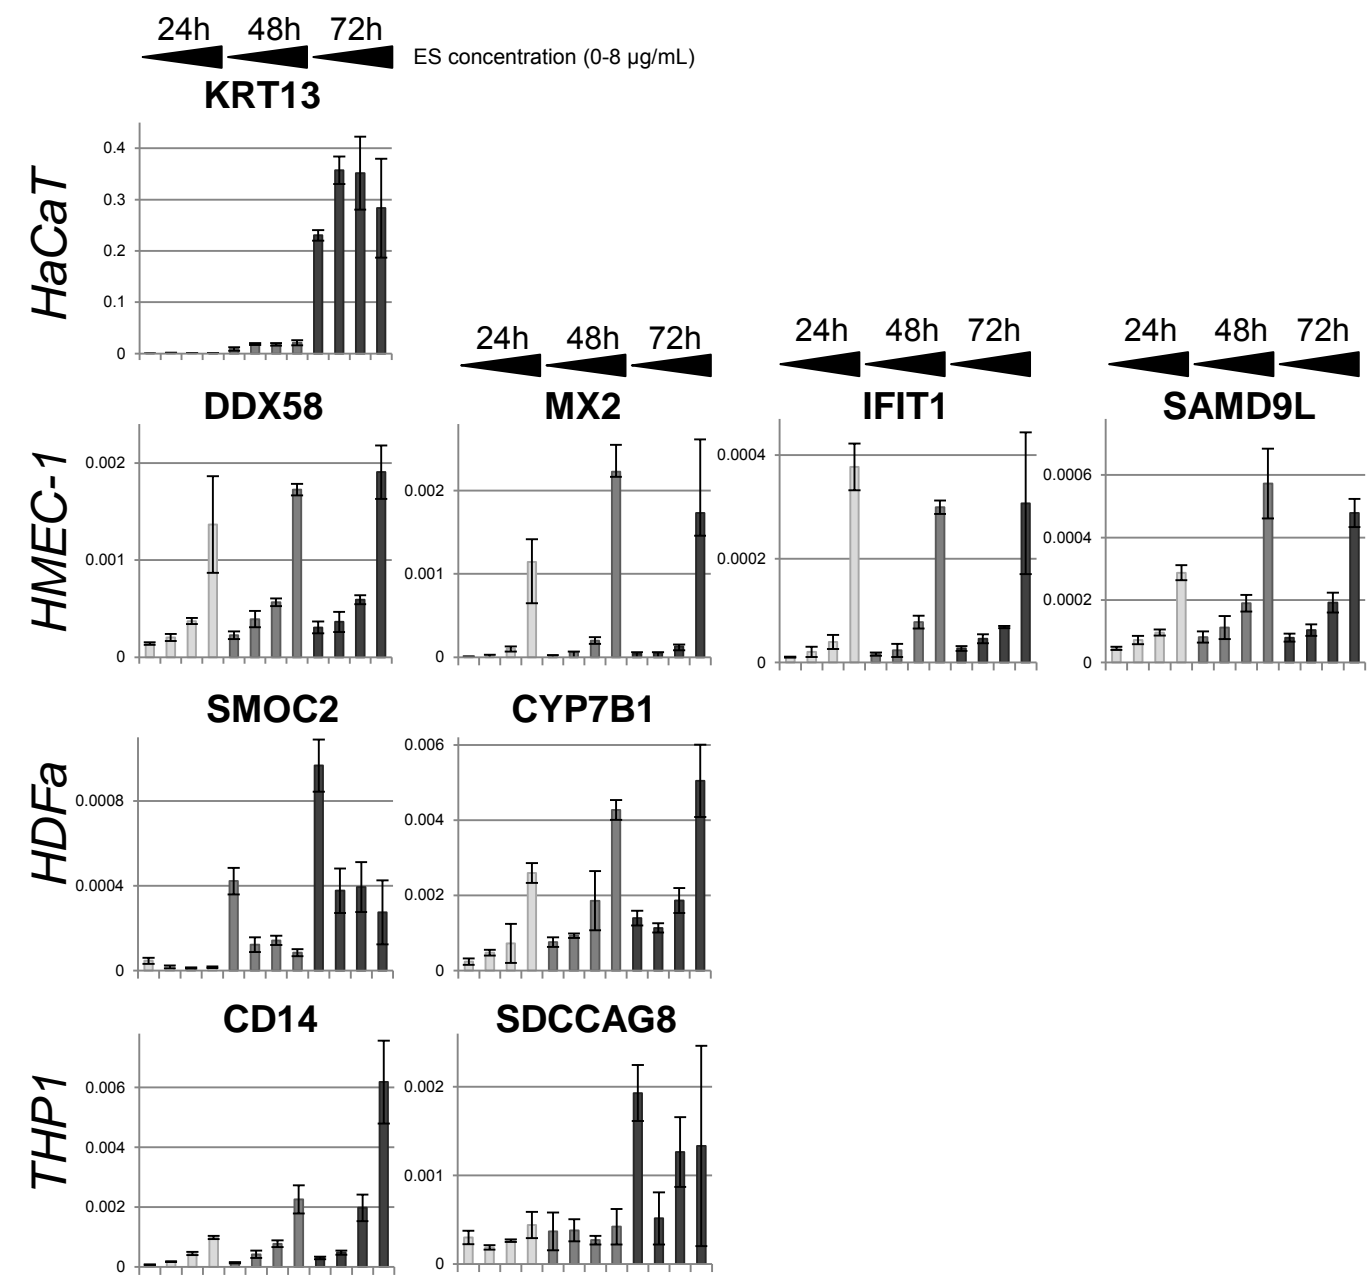 24h 48h 72h
ES concentration (0-8 µg/mL)
KRT13
HaCaT
0.4
0.3
0.2
0.1
0
24h 48h 72h
24h 48h 72h
24h 48h 72h
DDX58
MX2
IFIT1
SAMD9L
HMEC-1
0.002
0.001
0
0.002
0.001
0
0.0004
0.0002
0
0.0006
0.0004
0.0002
0
SMOC2
CYP7B1
HDFa
0.0008
0.0004
0
0.006
0.004
0.002
0
CD14
SDCCAG8
THP1
0.006
0.004
0.002
0
0.002
0.001
0